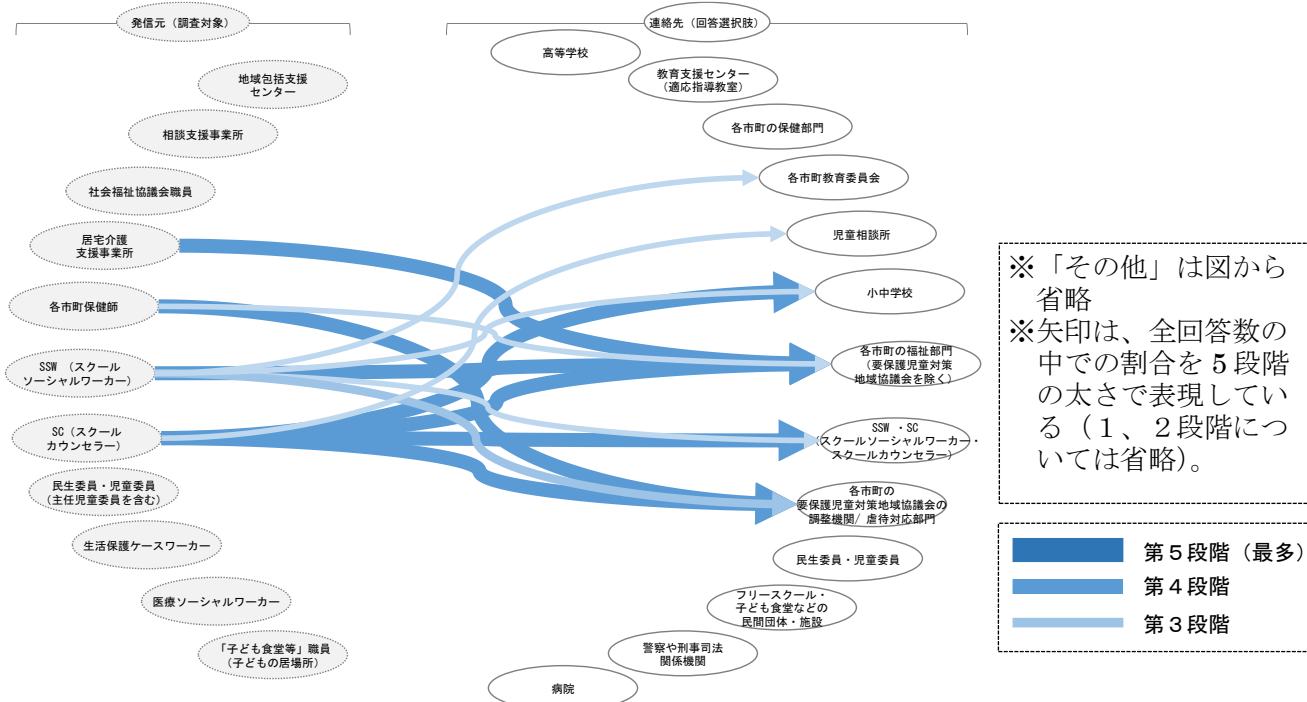 発信元（調査対象）
地域包括支援
センター
相談支援事業所
社会福祉協議会職員
居宅介護
支援事業所
各市町保健師
SSW（スクール
ソーシャルワーカー）
SC（スクール
カウンセラー）
民生委員・児童委員
（主任児童委員を含む）
生活保護ケースワーカー
医療ソーシャルワーカー
「子ども食堂等」職員
（子どもの居場所）
連絡先（回答選択肢）
高等学校
教育支援センター
（適応指導教室）
各市町の保健部門
各市町教育委員会
児童相談所
小中学校
各市町の福祉部門
（要保護児童対策
地域協議会を除く）
SSW ・SC
（スクールソーシャルワーカー・
スクールカウンセラー）
各市町の
要保護児童対策地域協議会の
調整機関/ 虐待対応部門
民生委員・児童委員
フリースクール・
子ども食堂などの
民間団体・施設
警察や刑事司法
関係機関
病院
※「その他」は図から
省略
※矢印は、全回答数の
中での割合を 5 段階
の太さで表現してい
る（１、２段階につ
いては省略）。
第５段階（最多）
第４段階
第３段階